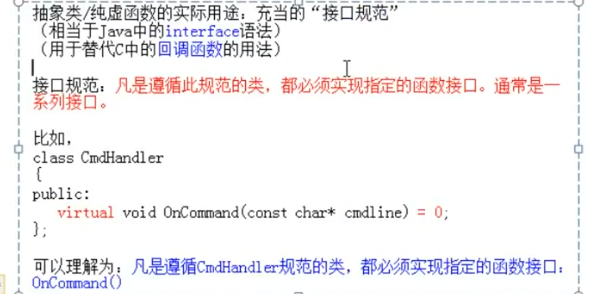 抽象类/纯虚函数的实际用途：充当的“接口规范”
（相当于Java中的interface语法）
（用于替代C中的回调函数的用法）
接口规范：凡是遵循此规范的类，都必须实现指定的函数接口。通常是一
系列接口。
比如，
class CmdHandler
{
public:
virtual void OnCommand(const char* cmdline) = 0;
};
可以理解为：凡是遵循CmdHandler规范的类，都必须实现指定的函数接口：
OnCommand()